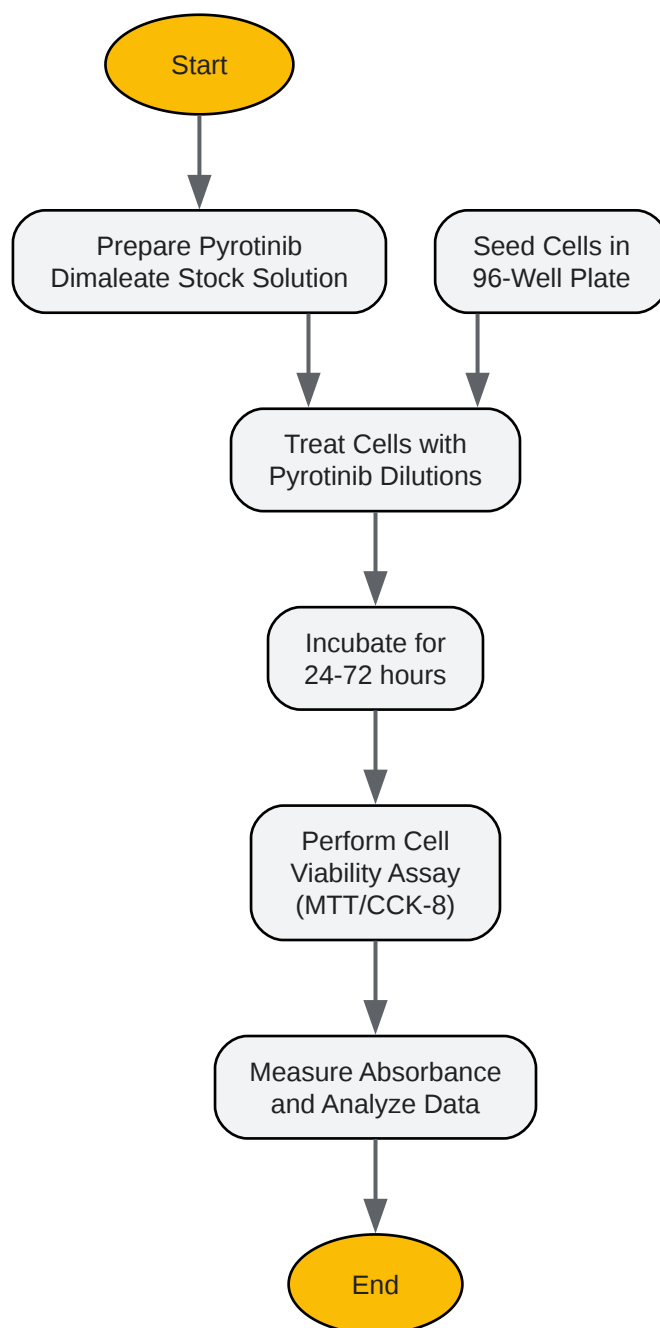 Start
Prepare Pyrotinib
Dimaleate Stock Solution
Seed Cells in
96-Well Plate
Treat Cells with
Pyrotinib Dilutions
Incubate for
24-72 hours
Perform Cell
Viability Assay
(MTT/CCK-8)
Measure Absorbance
and Analyze Data
End